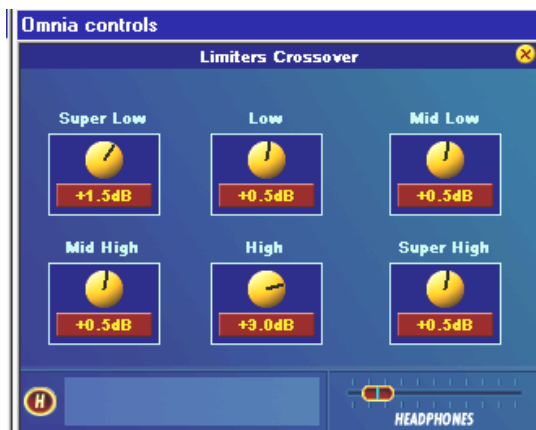 Omnia controls
Limiters Crossover
Super Low
Low
Mid Low
+1.5dB
+0.5dB
+0.5dB
Mid High
High
Super High
+0.5dB
+3.0dB
+0.5dB
H
HEADPHONES